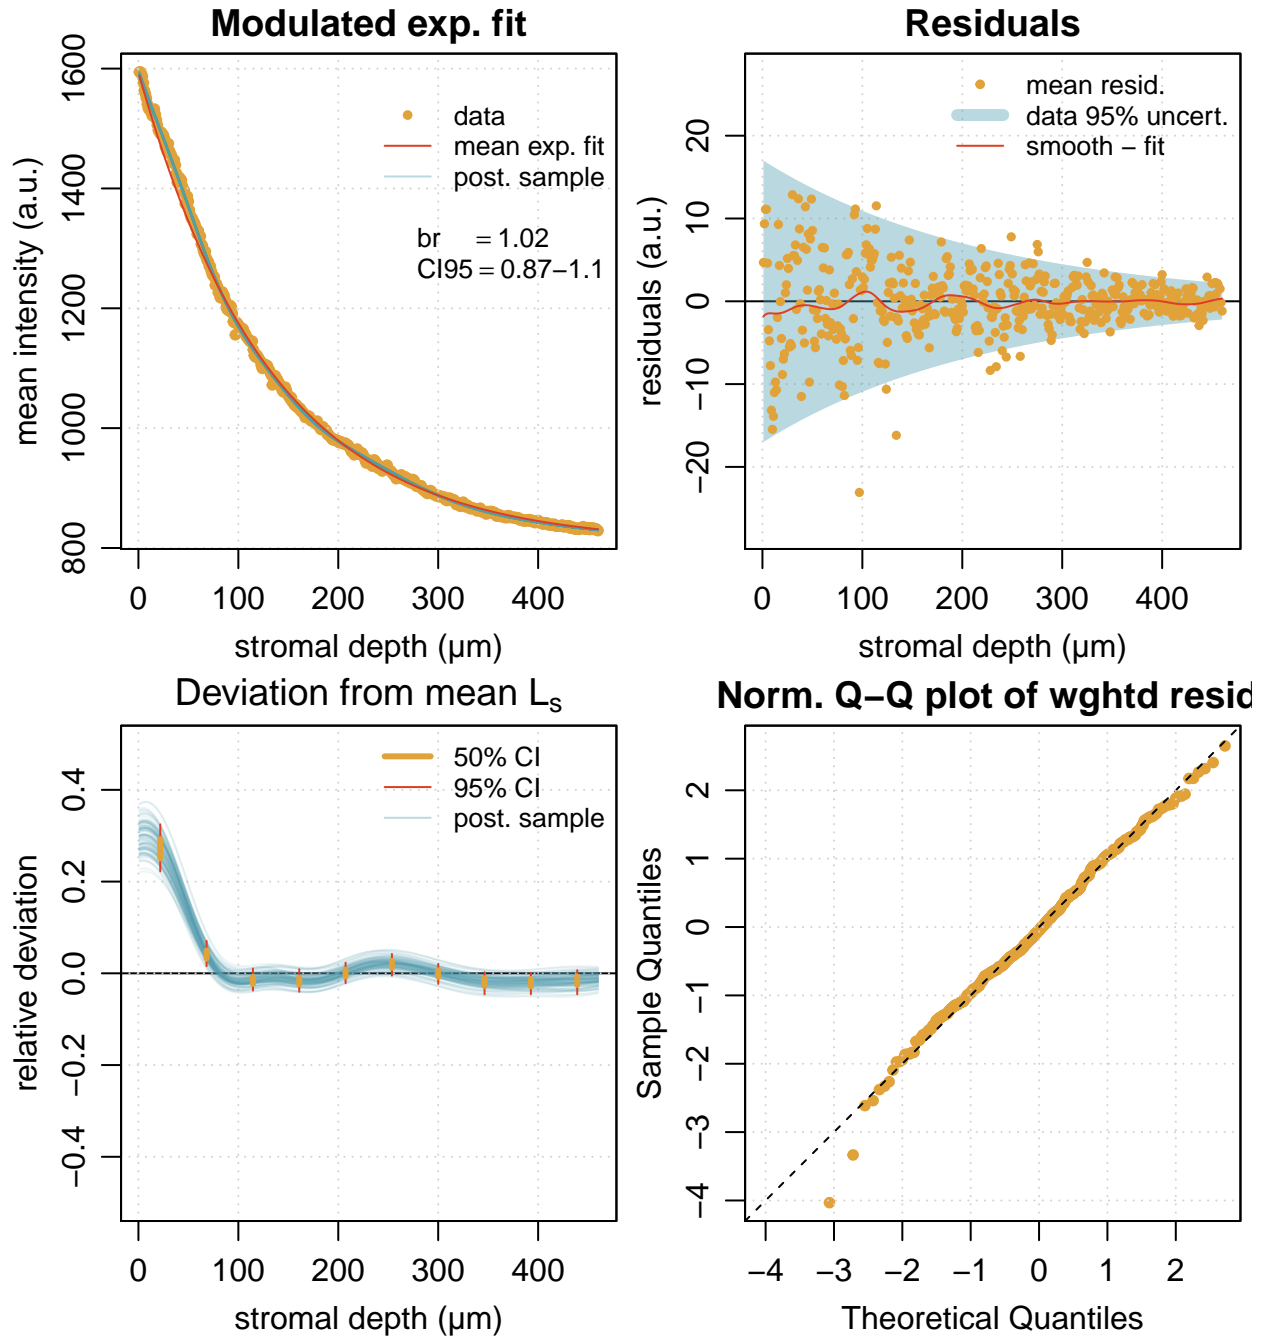 Modulated exp. fit
mean intensity (a.u.)
800 1000 1200 1400 1600
data
mean exp. fit
post. sample
br = 1.02
CI95 = 0.87−1.1
0 100 200 300 400
stromal depth (µm)
Residuals
residuals (a.u.)
−20 −10 0 10 20
mean resid.
data 95% uncert.
smooth − fit
0 100 200 300 400
stromal depth (µm)
Deviation from mean Ls
relative deviation
−0.4 −0.2 0.0 0.2 0.4
50% CI
95% CI
post. sample
0 100 200 300 400
stromal depth (µm)
Norm. Q−Q plot of wghtd resid
Sample Quantiles
−4 −3 −2 −1 0 1 2
−4 −3 −2 −1 0 1 2
Theoretical Quantiles